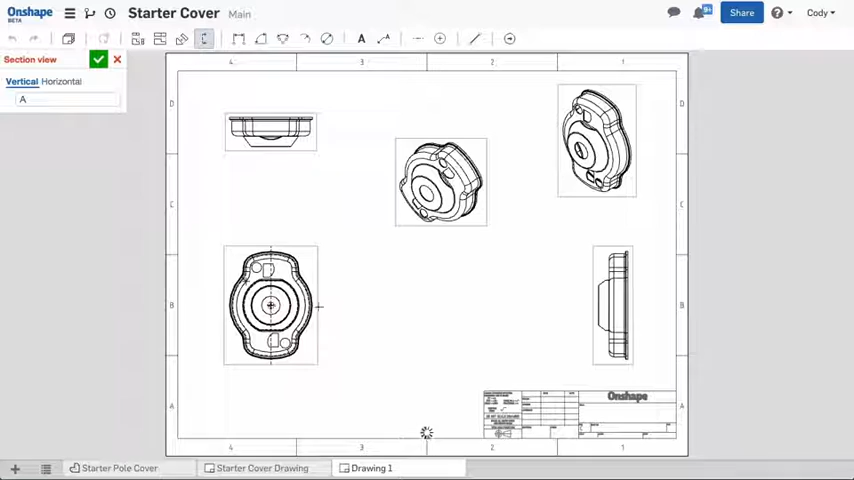 Onshape
BETA
Starter Cover Main
9+
Share
Cody
A
Section view
Vertical Horizontal
A
4 3 2 1
D D
C C
B B
A A
Onshape
4 3 2 1
Starter Pole Cover
Starter Cover Drawing
Drawing 1